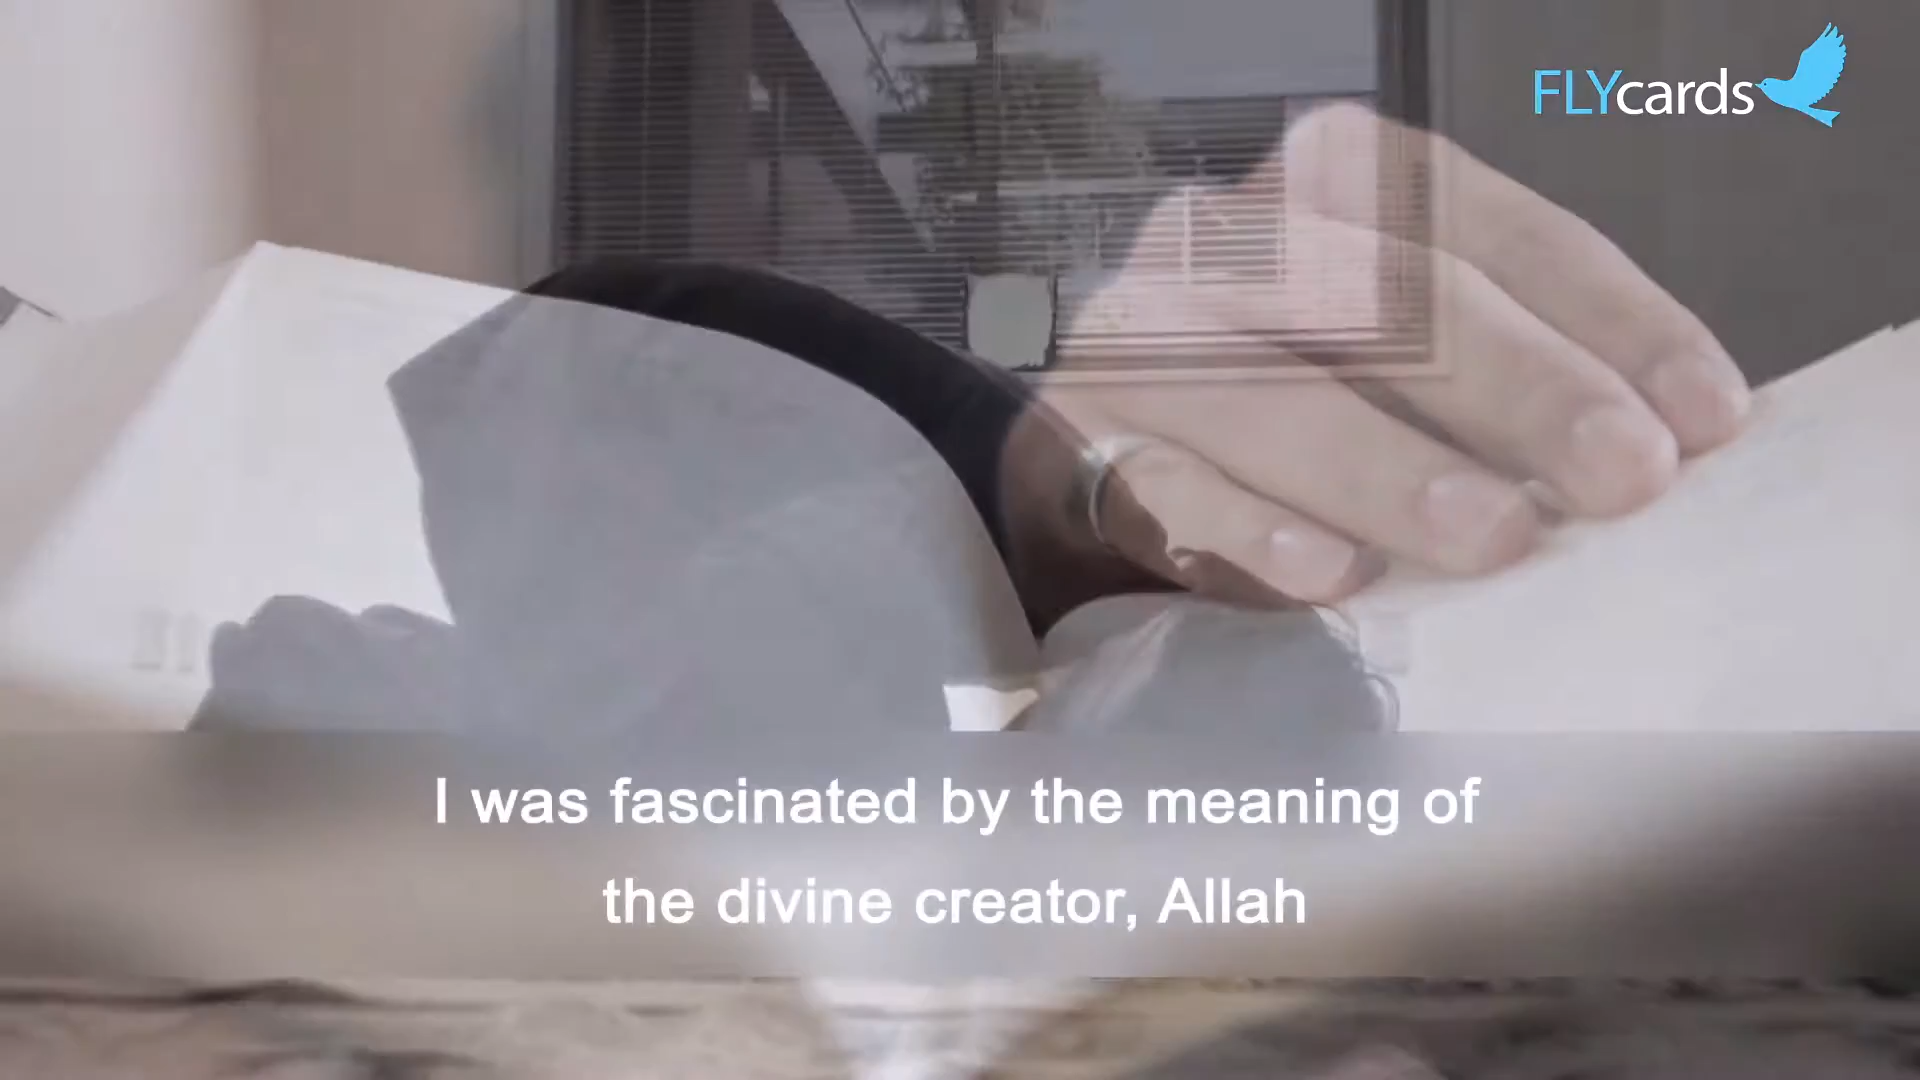 FLYcards
I was fascinated by the meaning of
the divine creator, Allah